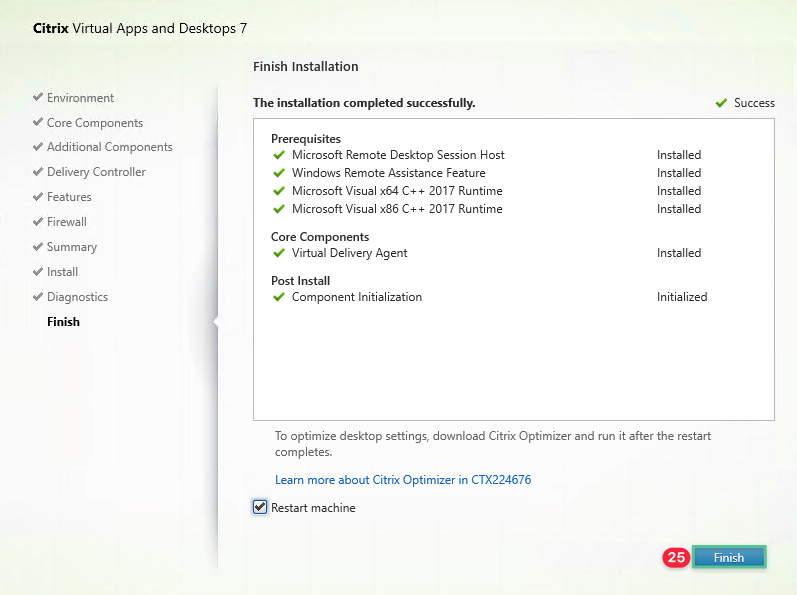 Citrix Virtual Apps and Desktops 7
Environment
Core Components
Additional Components
Delivery Controller
Features
Firewall
Summary
Install
Diagnostics
Finish
Finish Installation
The installation completed successfully.
Success
Prerequisites
Microsoft Remote Desktop Session Host Installed
Windows Remote Assistance Feature Installed
Microsoft Visual x64 C++ 2017 Runtime Installed
Microsoft Visual x86 C++ 2017 Runtime Installed
Core Components
Virtual Delivery Agent Installed
Post Install
Component Initialization Initialized
To optimize desktop settings, download Citrix Optimizer and run it after the restart
completes.
Learn more about Citrix Optimizer in CTX224676
Restart machine
25 Finish